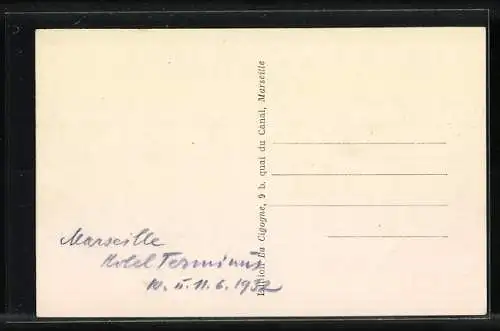 Marseille
Hotel Terminus
10. u. 11. 6. 1932
Edition La Cigogne, 9 b, quai du Canal, Marseille